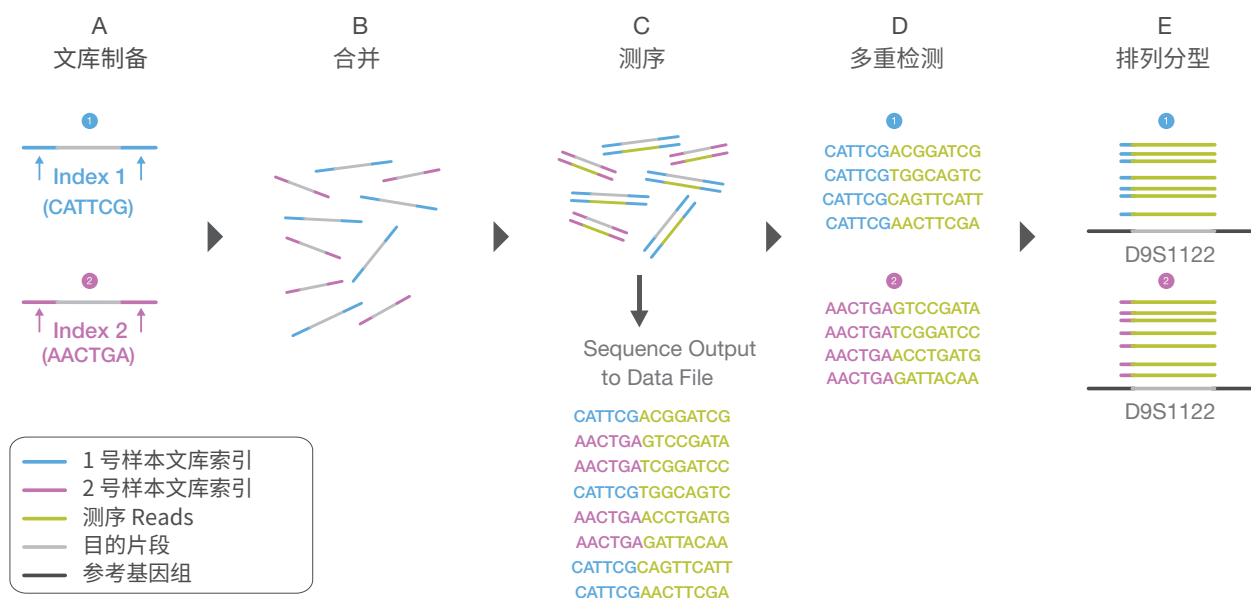 A
文库制备
B
合并
C
测序
D
多重检测
E
排列分型
1
Index 1
(CATTCG)
2
Index 2
(AACTGA)
Sequence Output
to Data File
CATTCGACGGATCG
AACTGAGTCCGATA
AACTGATCGGATCC
CATTCGTGGCAGTC
AACTGAACCTGATG
AACTGAGATTACAA
CATTCGCAGTTCATT
CATTCGAACTTCGA
1
CATTCGACGGATCG
CATTCGTGGCAGTC
CATTCGCAGTTCATT
CATTCGAACTTCGA
2
AACTGAGTCCGATA
AACTGATCGGATCC
AACTGAACCTGATG
AACTGAGATTACAA
1
D9S1122
2
D9S1122
1 号样本文库索引
2 号样本文库索引
测序 Reads
目的片段
参考基因组